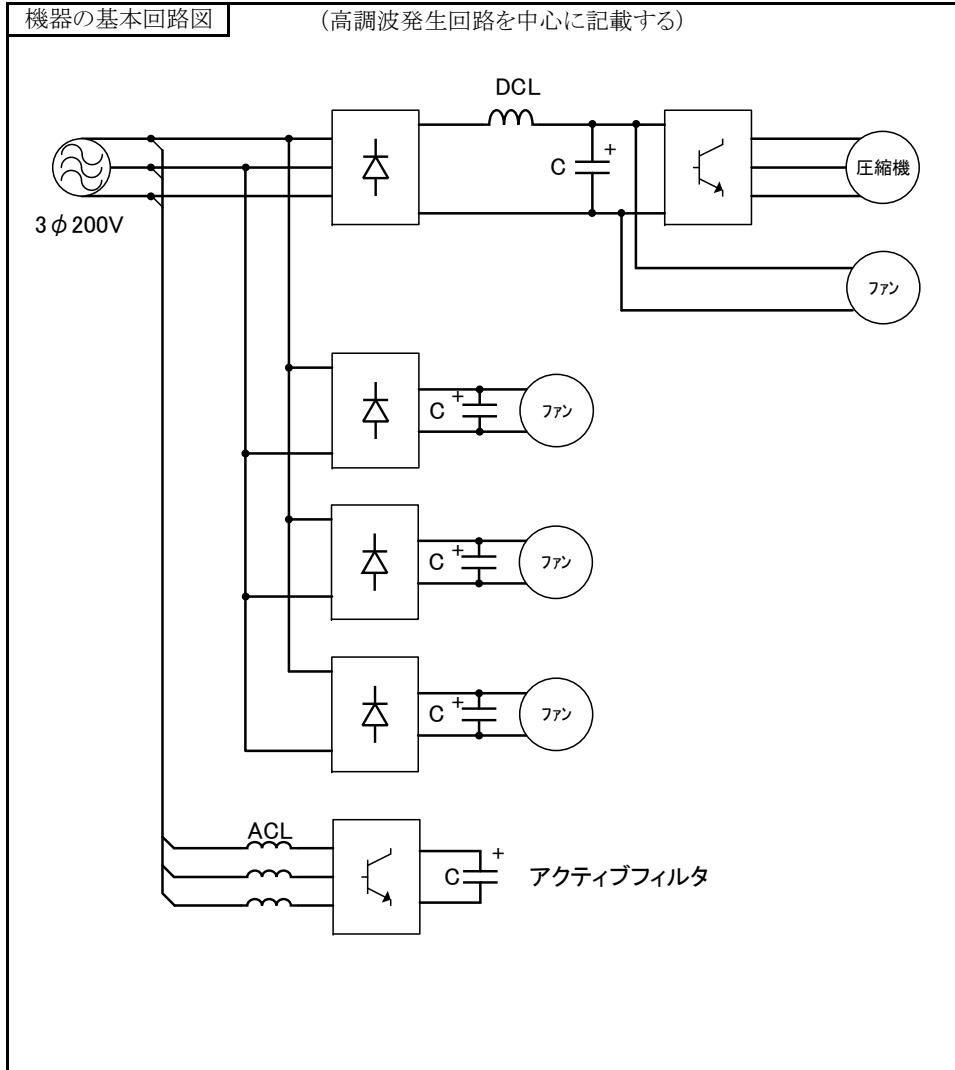 機器の基本回路図
(高調波発生回路を中心に記載する)
DCL
C +
圧縮機
3φ200V
ファン
C +
ファン
C +
ファン
C +
ファン
ACL
C +
アクティブフィルタ